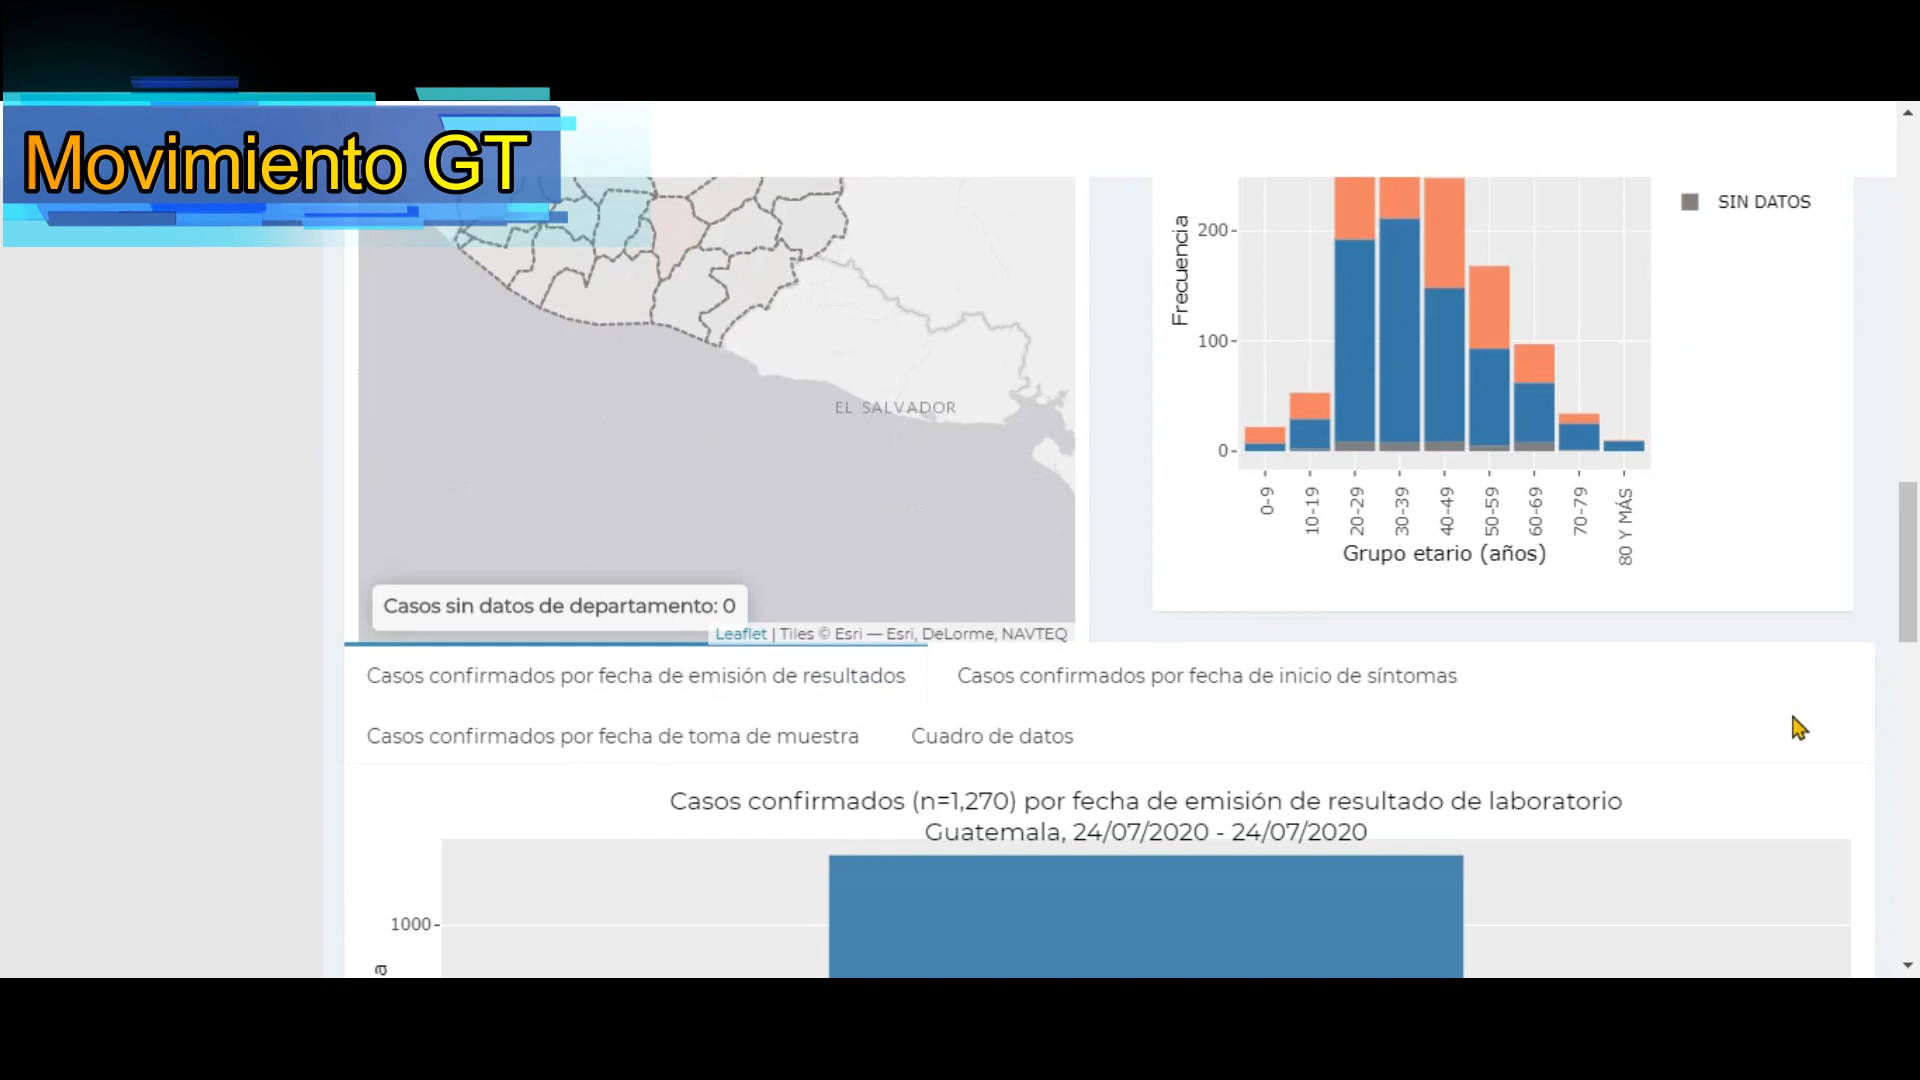 Movimiento GT
SIN DATOS
Frecuencia
200
100
0
0-9
10-19
20-29
30-39
40-49
50-59
60-69
70-79
80 Y MÁS
Grupo etario (años)
EL SALVADOR
Casos sin datos de departamento: 0
Leaflet | Tiles © Esri — Esri, DeLorme, NAVTEQ
Casos confirmados por fecha de emisión de resultados
Casos confirmados por fecha de inicio de síntomas
Casos confirmados por fecha de toma de muestra
Cuadro de datos
Casos confirmados (n=1,270) por fecha de emisión de resultado de laboratorio
Guatemala, 24/07/2020 - 24/07/2020
1000
a